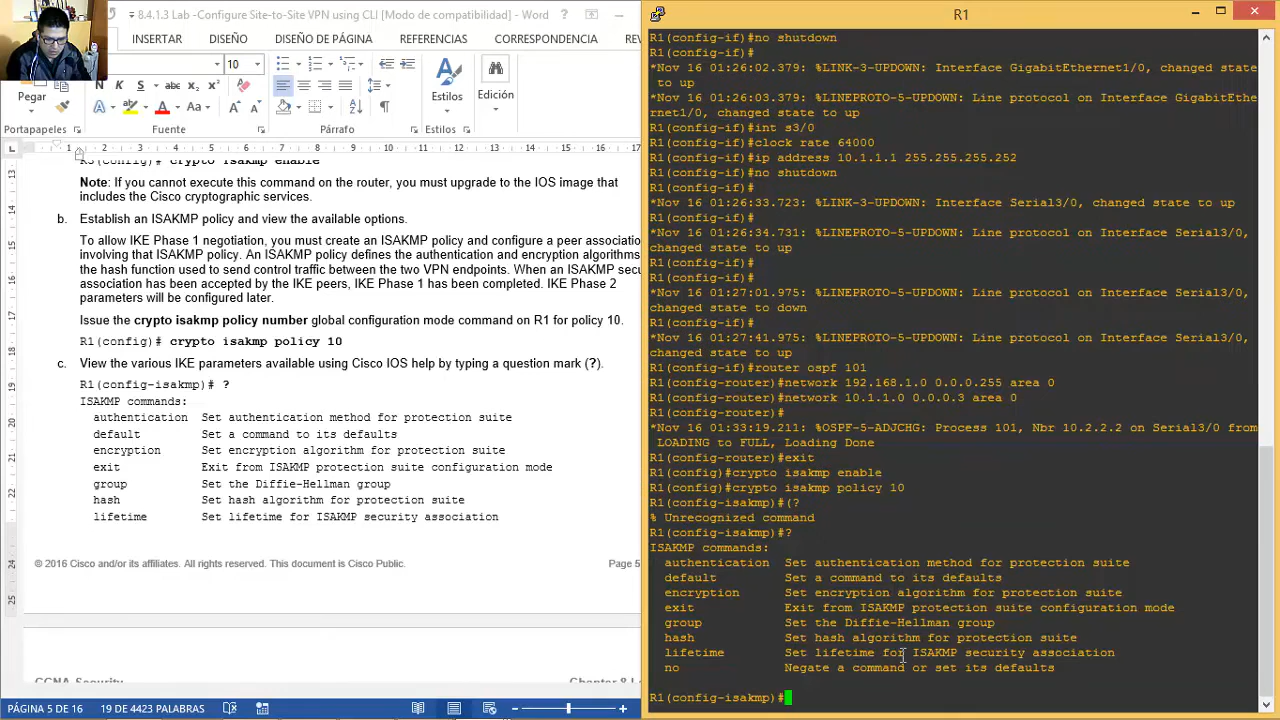 8.4.1.3 Lab -Configure Site-to-Site VPN using CLI [Modo de compatibilidad] - Word
INSERTAR DISEÑO DISEÑO DE PÁGINA REFERENCIAS CORRESPONDENCIA RE
10
Pegar
N K S abc x₂ x²
Estilos Edición
Portapapeles Fuente Párrafo Estilos
R1(config)# crypto isakmp enable
Note: If you cannot execute this command on the router, you must upgrade to the IOS image that
includes the Cisco cryptographic services.
b. Establish an ISAKMP policy and view the available options.
To allow IKE Phase 1 negotiation, you must create an ISAKMP policy and configure a peer associatio
involving that ISAKMP policy. An ISAKMP policy defines the authentication and encryption algorithms,
the hash function used to send control traffic between the two VPN endpoints. When an ISAKMP secu
association has been accepted by the IKE peers, IKE Phase 1 has been completed. IKE Phase 2
parameters will be configured later.
Issue the crypto isakmp policy number global configuration mode command on R1 for policy 10.
R1(config)# crypto isakmp policy 10
c. View the various IKE parameters available using Cisco IOS help by typing a question mark (?).
R1(config-isakmp)# ?
ISAKMP commands:
authentication Set authentication method for protection suite
default Set a command to its defaults
encryption Set encryption algorithm for protection suite
exit Exit from ISAKMP protection suite configuration mode
group Set the Diffie-Hellman group
hash Set hash algorithm for protection suite
lifetime Set lifetime for ISAKMP security association
© 2016 Cisco and/or its affiliates. All rights reserved. This document is Cisco Public. Page 5
CCNA Security
PÁGINA 5 DE 16 19 DE 4423 PALABRAS
R1
R1(config-if)#no shutdown
R1(config-if)#
*Nov 16 01:26:02.379: %LINK-3-UPDOWN: Interface GigabitEthernet1/0, changed state
to up
*Nov 16 01:26:03.379: %LINEPROTO-5-UPDOWN: Line protocol on Interface GigabitEthe
rnet1/0, changed state to up
R1(config-if)#int s3/0
R1(config-if)#clock rate 64000
R1(config-if)#ip address 10.1.1.1 255.255.255.252
R1(config-if)#no shutdown
R1(config-if)#
*Nov 16 01:26:33.723: %LINK-3-UPDOWN: Interface Serial3/0, changed state to up
R1(config-if)#
*Nov 16 01:26:34.731: %LINEPROTO-5-UPDOWN: Line protocol on Interface Serial3/0,
changed state to up
R1(config-if)#
R1(config-if)#
*Nov 16 01:27:01.975: %LINEPROTO-5-UPDOWN: Line protocol on Interface Serial3/0,
changed state to down
R1(config-if)#
*Nov 16 01:27:41.975: %LINEPROTO-5-UPDOWN: Line protocol on Interface Serial3/0,
changed state to up
R1(config-if)#router ospf 101
R1(config-router)#network 192.168.1.0 0.0.0.255 area 0
R1(config-router)#network 10.1.1.0 0.0.0.3 area 0
R1(config-router)#
*Nov 16 01:33:19.211: %OSPF-5-ADJCHG: Process 101, Nbr 10.2.2.2 on Serial3/0 from
LOADING to FULL, Loading Done
R1(config-router)#exit
R1(config)#crypto isakmp enable
R1(config)#crypto isakmp policy 10
R1(config-isakmp)#(?
% Unrecognized command
R1(config-isakmp)#?
ISAKMP commands:
authentication Set authentication method for protection suite
default Set a command to its defaults
encryption Set encryption algorithm for protection suite
exit Exit from ISAKMP protection suite configuration mode
group Set the Diffie-Hellman group
hash Set hash algorithm for protection suite
lifetime Set lifetime for ISAKMP security association
no Negate a command or set its defaults
R1(config-isakmp)#